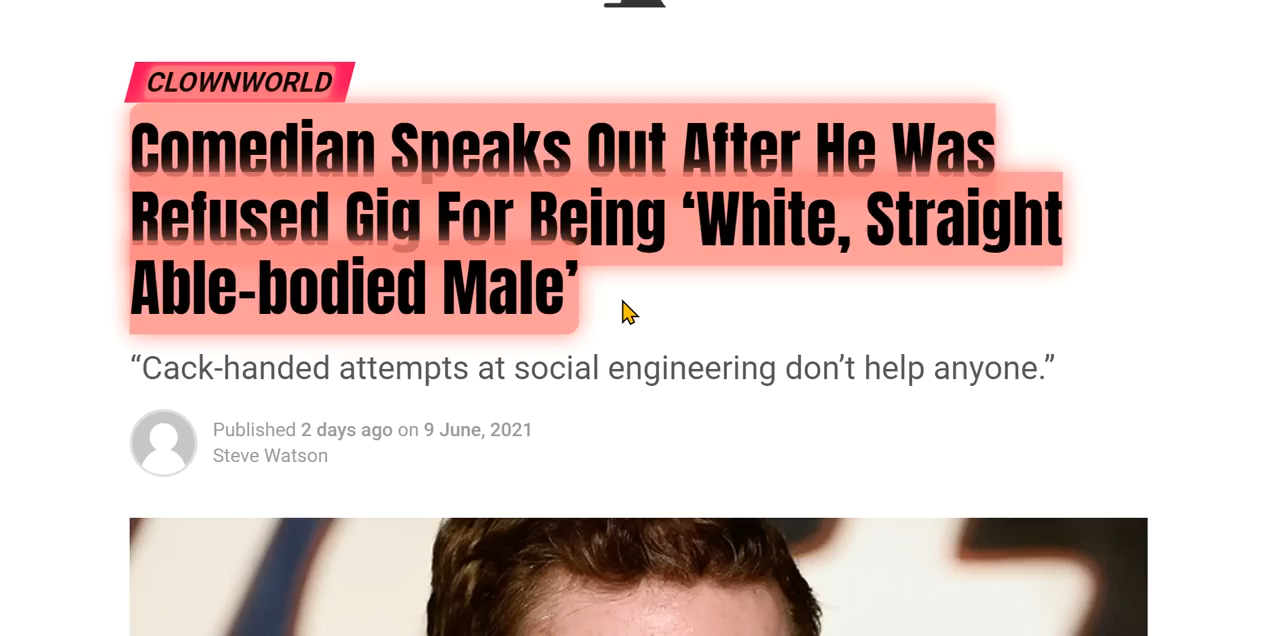 CLOWNWORLD
Comedian Speaks Out After He Was
Refused Gig For Being ‘White, Straight
Able-bodied Male’
“Cack-handed attempts at social engineering don’t help anyone.”
Published 2 days ago on 9 June, 2021
Steve Watson